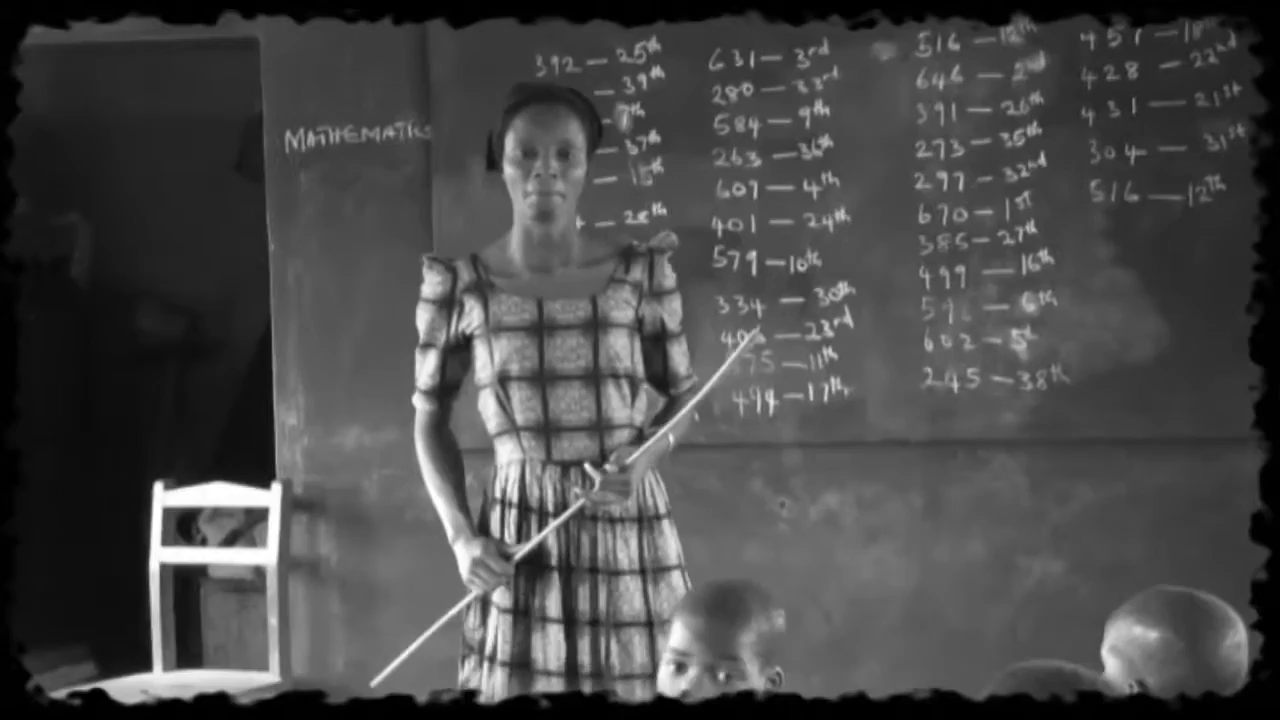 MATHEMATICS
392 — 25th
— 39th
— 7th
— 37th
— 15th
— 28th
631 — 3rd
280 — 33rd
584 — 9th
263 — 36th
607 — 4th
401 — 24th
579 — 10th
334 — 30th
— 23rd
75 — 11th
494 — 17th
516 — 12th
646 — 2nd
391 — 26th
273 — 35th
297 — 32nd
670 — 1st
385 — 27th
499 — 16th
— 6th
602 — 5th
245 — 38th
451 — 18th
428 — 22nd
431 — 21st
304 — 31st
516 — 12th